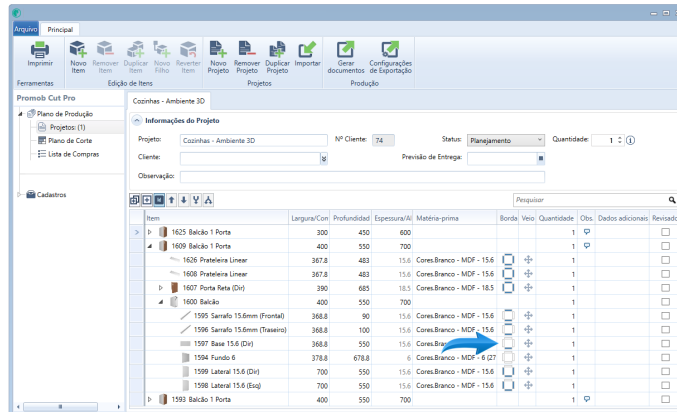 Arquivo Principal
Imprimir
Novo Item
Remover Item
Duplicar Item
Novo Filho
Reverter Item
Novo Projeto
Remover Projeto
Duplicar Projeto
Importar
Gerar documentos
Configurações de Exportação
Ferramentas Edição de Itens Projetos Produção
Promob Cut Pro
Plano de Produção
Projetos: (1)
Plano de Corte
Lista de Compras
Cadastros
Cozinhas - Ambiente 3D
Informações do Projeto
Projeto: Cozinhas - Ambiente 3D Nº Cliente: 74 Status: Planejamento Quantidade: 1
Cliente: Previsão de Entrega:
Observação:
Pesquisar
Item Largura/Con Profundidad Espessura/Al Matéria-prima Borda Veio Quantidade Obs. Dados adicionais Revisado
1625 Balcão 1 Porta 300 450 600 1
1609 Balcão 1 Porta 400 550 700 1
1626 Prateleira Linear 367.8 483 15.6 Cores.Branco - MDF - 15.6 1
1608 Prateleira Linear 367.8 483 15.6 Cores.Branco - MDF - 15.6 1
1607 Porta Reta (Dir) 390 685 18.5 Cores.Branco - MDF - 18.5 1
1600 Balcão 400 550 700 1
1595 Sarrafo 15.6mm (Frontal) 368.8 90 15.6 Cores.Branco - MDF - 15.6 1
1596 Sarrafo 15.6mm (Traseiro) 368.8 100 15.6 Cores.Branco - MDF - 15.6 1
1597 Base 15.6 (Dir) 368.8 550 15.6 Cores.Bra 1
1594 Fundo 6 378.8 678.8 6 Cores.Branco - MDF - 6 (27 1
1599 Lateral 15.6 (Dir) 700 550 15.6 Cores.Branco - MDF - 15.6 1
1598 Lateral 15.6 (Esq) 700 550 15.6 Cores.Branco - MDF - 15.6 1
1593 Balcão 1 Porta 400 550 700 1